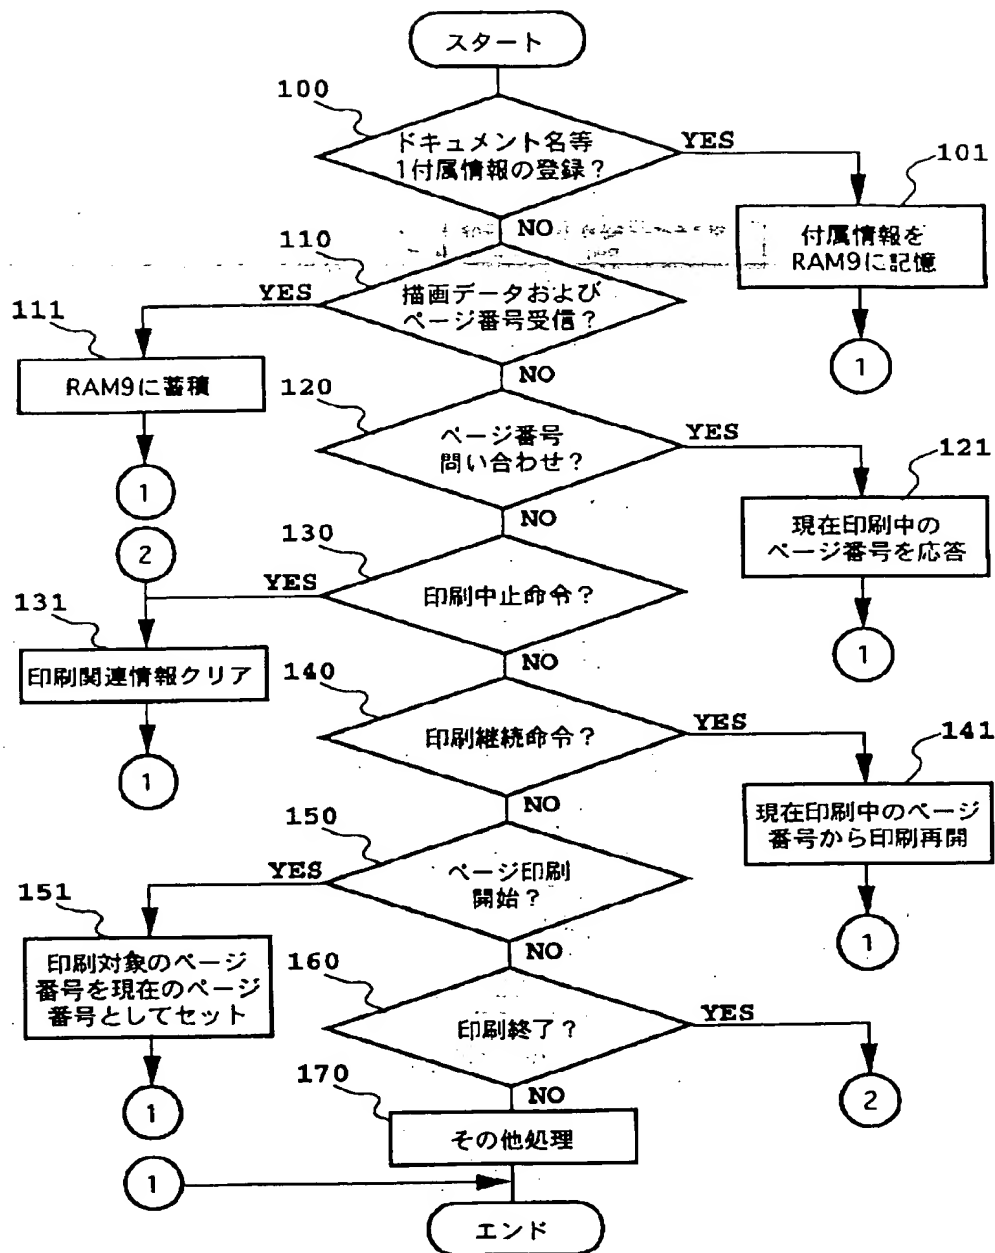 スタート
100
ドキュメント名等
1付属情報の登録?
YES
101
付属情報を
RAM9に記憶
1
NO
110
描画データおよび
ページ番号受信?
YES
111
RAM9に蓄積
1
NO
120
ページ番号
問い合わせ?
YES
121
現在印刷中の
ページ番号を応答
1
NO
2
130
印刷中止命令?
YES
131
印刷関連情報クリア
1
NO
140
印刷継続命令?
YES
141
現在印刷中のページ
番号から印刷再開
1
NO
150
ページ印刷
開始?
YES
151
印刷対象のページ
番号を現在のページ
番号としてセット
1
NO
160
印刷終了?
YES
2
NO
170
その他処理
1
エンド